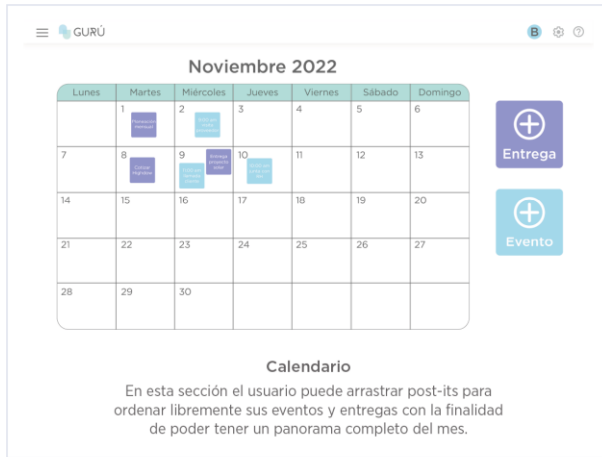 GURÚ
B
Noviembre 2022
Lunes Martes Miércoles Jueves Viernes Sábado Domingo
1 2 3 4 5 6
7 8 9 10 11 12 13
Entrega
14 15 16 17 18 19 20
21 22 23 24 25 26 27
Evento
28 29 30
Calendario
En esta sección el usuario puede arrastrar post-its para
ordenar libremente sus eventos y entregas con la finalidad
de poder tener un panorama completo del mes.